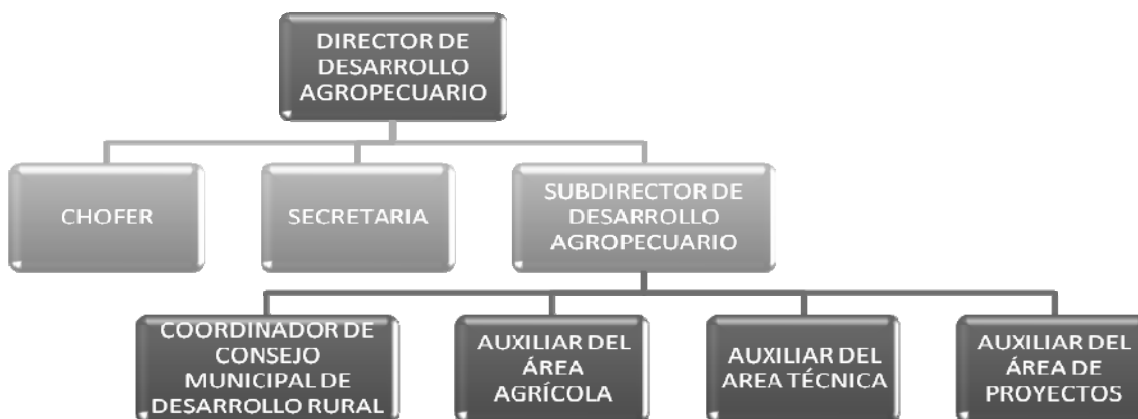 DIRECTOR DE
DESARROLLO
AGROPECUARIO
CHOFER
SECRETARIA
SUBDIRECTOR DE
DESARROLLO
AGROPECUARIO
COORDINADOR DE
CONSEJO
MUNICIPAL DE
DESARROLLO RURAL
AUXILIAR DEL
ÁREA
AGRÍCOLA
AUXILIAR DEL
AREA TÉCNICA
AUXILIAR DEL
ÁREA DE
PROYECTOS